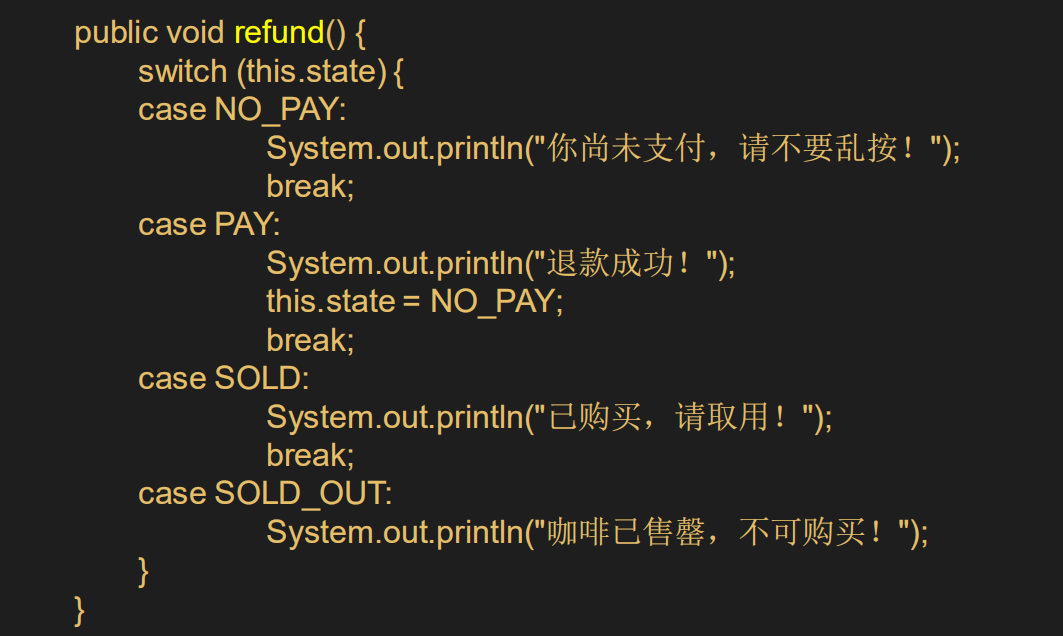 public void refund() {
switch (this.state) {
case NO_PAY:
System.out.println("你尚未支付，请不要乱按！");
break;
case PAY:
System.out.println("退款成功！");
this.state = NO_PAY;
break;
case SOLD:
System.out.println("已购买，请取用！");
break;
case SOLD_OUT:
System.out.println("咖啡已售罄，不可购买！");
}
}